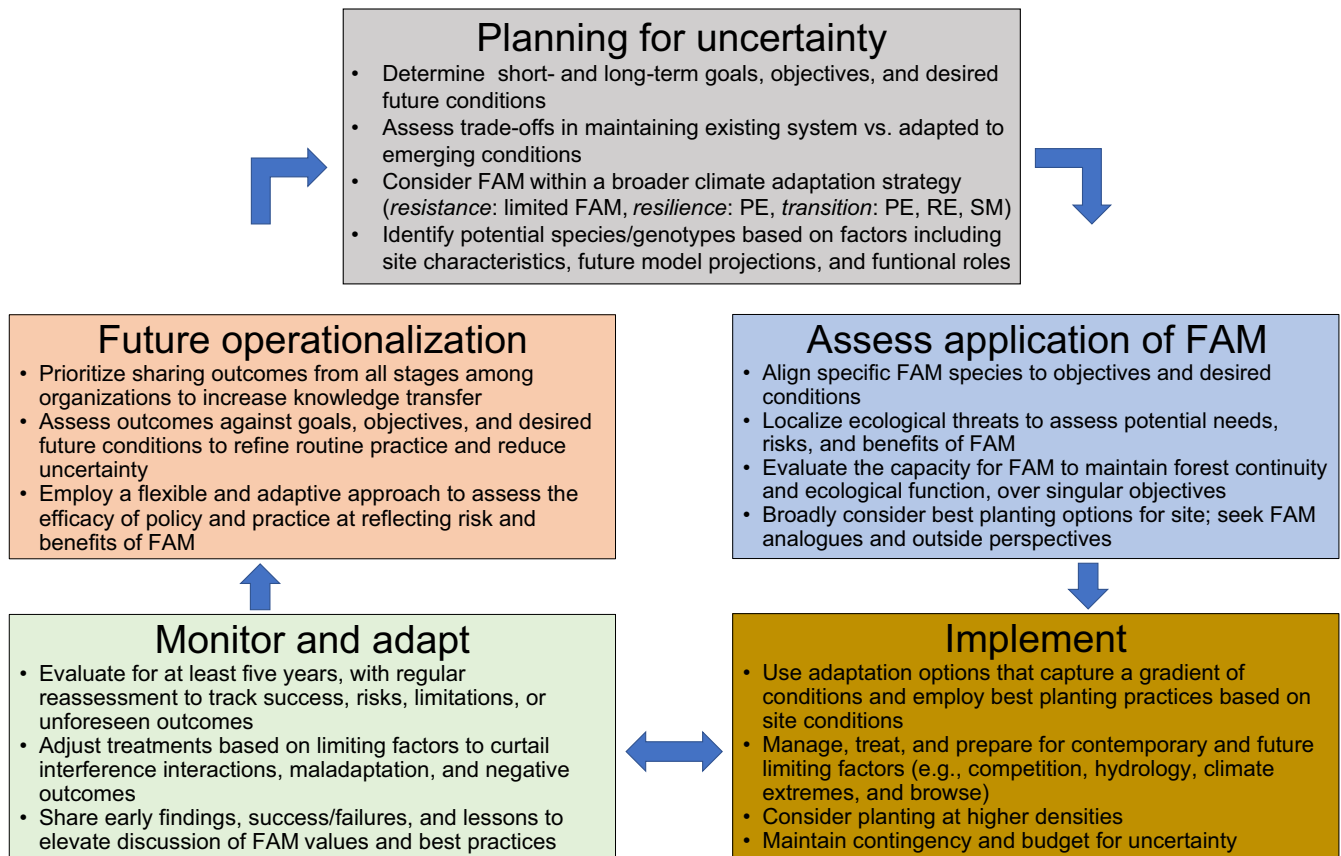 Planning for uncertainty
• Determine short- and long-term goals, objectives, and desired
future conditions
• Assess trade-offs in maintaining existing system vs. adapted to
emerging conditions
• Consider FAM within a broader climate adaptation strategy
(resistance: limited FAM, resilience: PE, transition: PE, RE, SM)
• Identify potential species/genotypes based on factors including
site characteristics, future model projections, and funtional roles
Assess application of FAM
• Align specific FAM species to objectives and desired
conditions
• Localize ecological threats to assess potential needs,
risks, and benefits of FAM
• Evaluate the capacity for FAM to maintain forest continuity
and ecological function, over singular objectives
• Broadly consider best planting options for site; seek FAM
analogues and outside perspectives
Implement
• Use adaptation options that capture a gradient of
conditions and employ best planting practices based on
site conditions
• Manage, treat, and prepare for contemporary and future
limiting factors (e.g., competition, hydrology, climate
extremes, and browse)
• Consider planting at higher densities
• Maintain contingency and budget for uncertainty
Monitor and adapt
• Evaluate for at least five years, with regular
reassessment to track success, risks, limitations, or
unforeseen outcomes
• Adjust treatments based on limiting factors to curtail
interference interactions, maladaptation, and negative
outcomes
• Share early findings, success/failures, and lessons to
elevate discussion of FAM values and best practices
Future operationalization
• Prioritize sharing outcomes from all stages among
organizations to increase knowledge transfer
• Assess outcomes against goals, objectives, and desired
future conditions to refine routine practice and reduce
uncertainty
• Employ a flexible and adaptive approach to assess the
efficacy of policy and practice at reflecting risk and
benefits of FAM